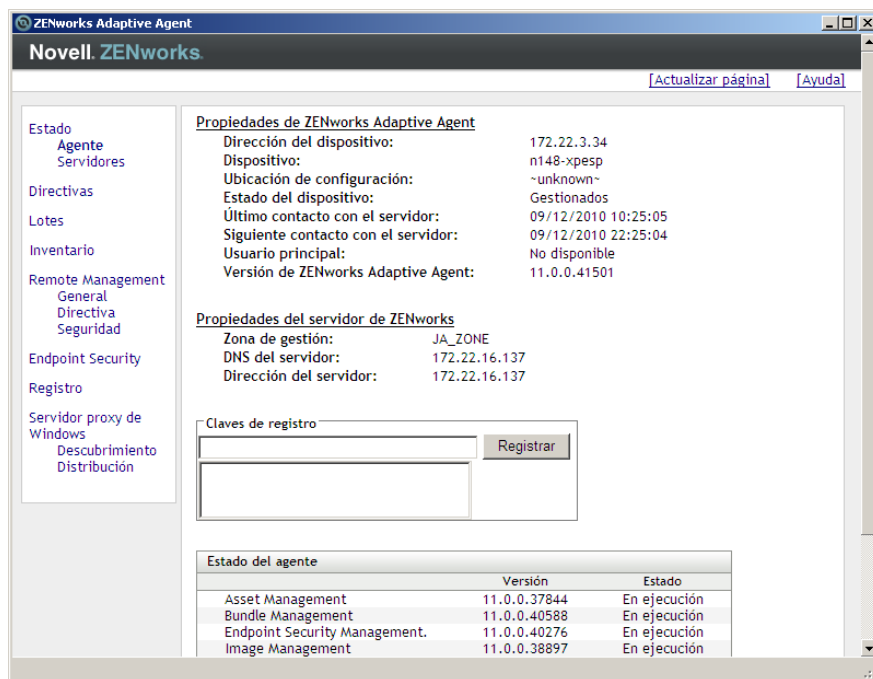 ZENworks Adaptive Agent
Novell. ZENworks.
[Actualizar página] [Ayuda]
Estado
Agente
Servidores
Directivas
Lotes
Inventario
Remote Management
General
Directiva
Seguridad
Endpoint Security
Registro
Servidor proxy de
Windows
Descubrimiento
Distribución
Propiedades de ZENworks Adaptive Agent
Dirección del dispositivo: 172.22.3.34
Dispositivo: n148-xpesp
Ubicación de configuración: ~unknown~
Estado del dispositivo: Gestionados
Último contacto con el servidor: 09/12/2010 10:25:05
Siguiente contacto con el servidor: 09/12/2010 22:25:04
Usuario principal: No disponible
Versión de ZENworks Adaptive Agent: 11.0.0.41501
Propiedades del servidor de ZENworks
Zona de gestión: JA_ZONE
DNS del servidor: 172.22.16.137
Dirección del servidor: 172.22.16.137
Claves de registro
Registrar
Estado del agente
Versión Estado
Asset Management 11.0.0.37844 En ejecución
Bundle Management 11.0.0.40588 En ejecución
Endpoint Security Management. 11.0.0.40276 En ejecución
Image Management 11.0.0.38897 En ejecución